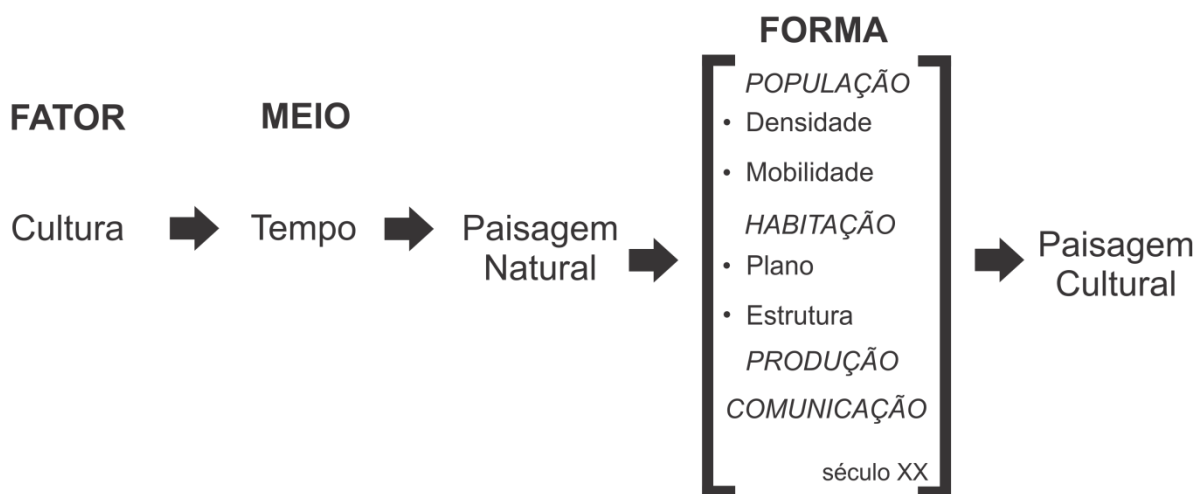 FATOR
MEIO
FORMA
Cultura
Tempo
Paisagem
Natural
POPULAÇÃO
• Densidade
• Mobilidade
HABITAÇÃO
• Plano
• Estrutura
PRODUÇÃO
COMUNICAÇÃO
século XX
Paisagem
Cultural